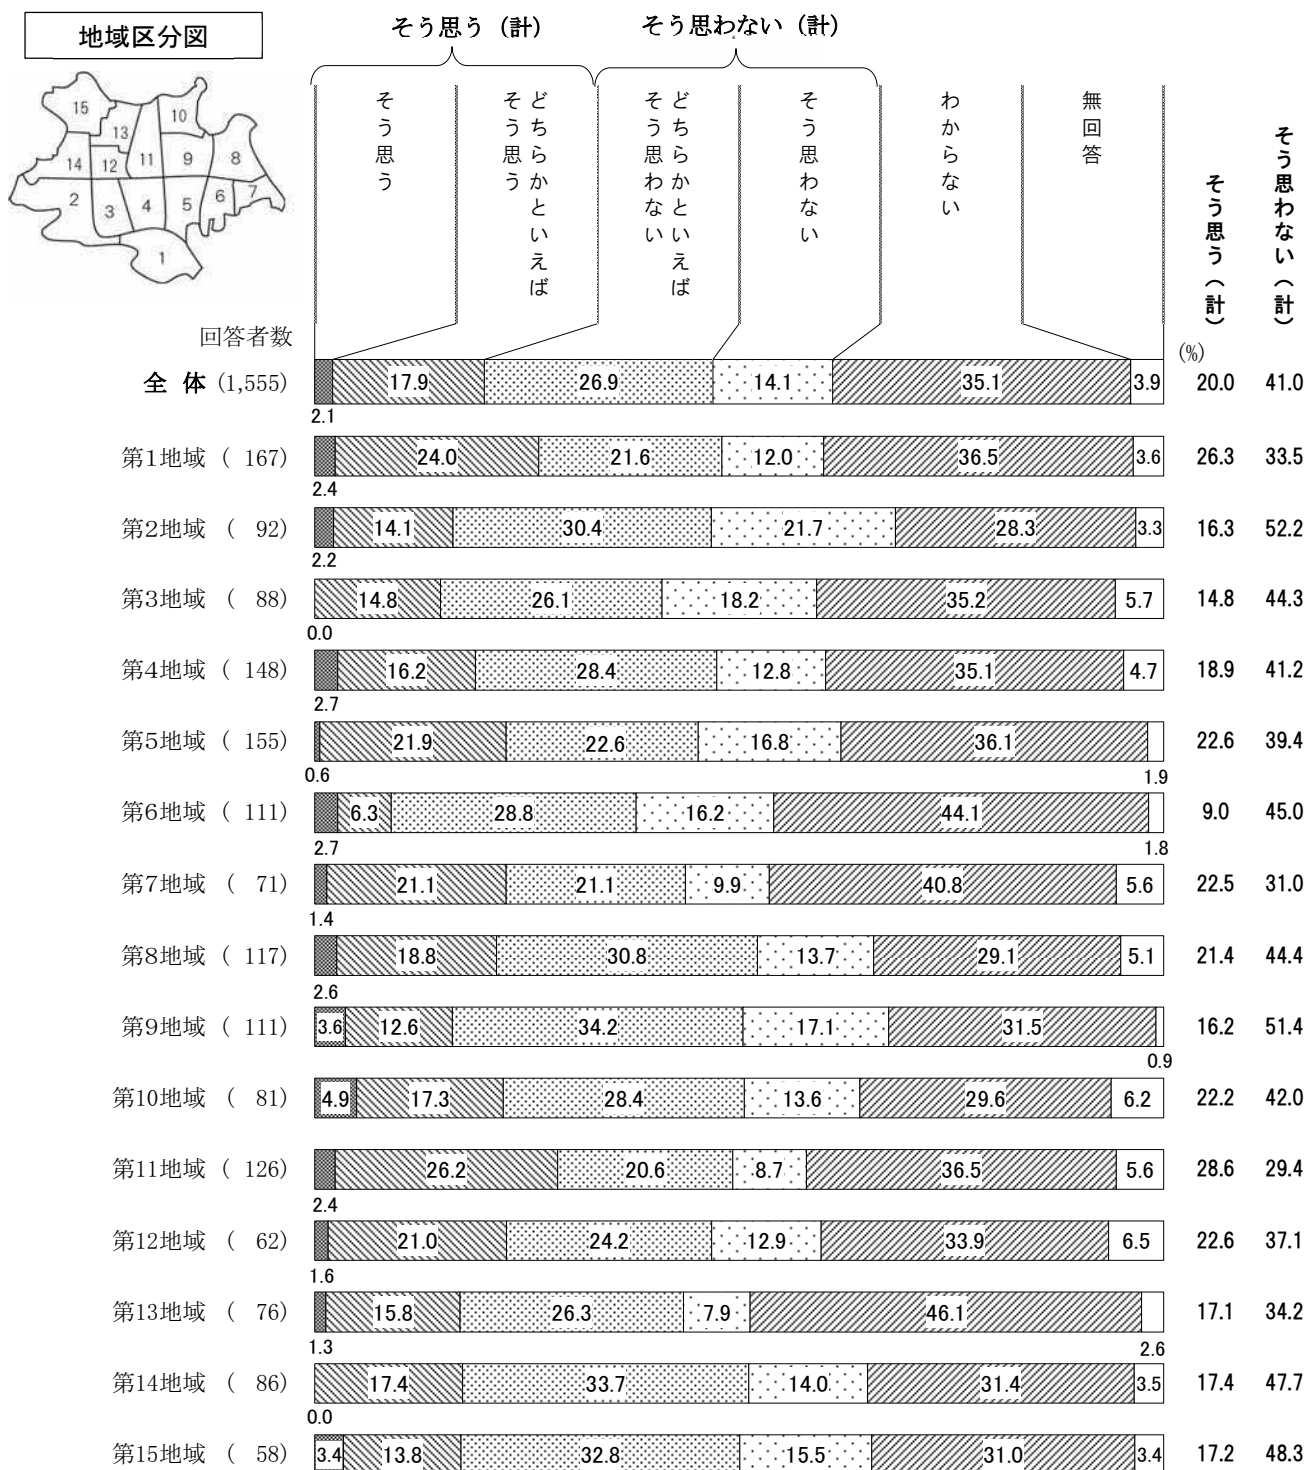 地域区分図
15
10
13
14
12
11
9
8
2
3
4
5
6
7
1
そう思う（計）
そう思わない（計）
そう思う
どちらかといえば
そう思う
どちらかといえば
そう思わない
そう思わない
わからない
無回答
そう思う（計）
そう思わない（計）
回答者数
(%)
全 体 (1,555) 17.9 26.9 14.1 35.1 3.9 20.0 41.0
2.1
第1地域 ( 167) 24.0 21.6 12.0 36.5 3.6 26.3 33.5
2.4
第2地域 ( 92) 14.1 30.4 21.7 28.3 3.3 16.3 52.2
2.2
第3地域 ( 88) 14.8 26.1 18.2 35.2 5.7 14.8 44.3
0.0
第4地域 ( 148) 16.2 28.4 12.8 35.1 4.7 18.9 41.2
2.7
第5地域 ( 155) 21.9 22.6 16.8 36.1 22.6 39.4
0.6 1.9
第6地域 ( 111) 6.3 28.8 16.2 44.1 9.0 45.0
2.7 1.8
第7地域 ( 71) 21.1 21.1 9.9 40.8 5.6 22.5 31.0
1.4
第8地域 ( 117) 18.8 30.8 13.7 29.1 5.1 21.4 44.4
2.6
第9地域 ( 111) 3.6 12.6 34.2 17.1 31.5 16.2 51.4
0.9
第10地域 ( 81) 4.9 17.3 28.4 13.6 29.6 6.2 22.2 42.0
第11地域 ( 126) 26.2 20.6 8.7 36.5 5.6 28.6 29.4
2.4
第12地域 ( 62) 21.0 24.2 12.9 33.9 6.5 22.6 37.1
1.6
第13地域 ( 76) 15.8 26.3 7.9 46.1 17.1 34.2
1.3 2.6
第14地域 ( 86) 17.4 33.7 14.0 31.4 3.5 17.4 47.7
0.0
第15地域 ( 58) 3.4 13.8 32.8 15.5 31.0 3.4 17.2 48.3